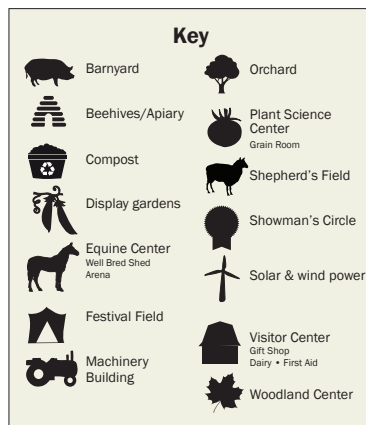 Key
Barnyard
Beehives/Apiary
Compost
Display gardens
Equine Center
Well Bred Shed
Arena
Festival Field
Machinery
Building
Orchard
Plant Science
Center
Grain Room
Shepherd's Field
Showman's Circle
Solar & wind power
Visitor Center
Gift Shop
Dairy • First Aid
Woodland Center